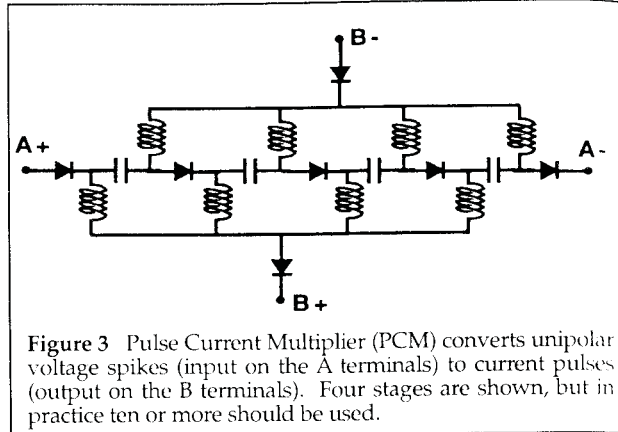 B-
A+
A-
B+
Figure 3 Pulse Current Multiplier (PCM) converts unipolar
voltage spikes (input on the A terminals) to current pulses
(output on the B terminals). Four stages are shown, but in
practice ten or more should be used.